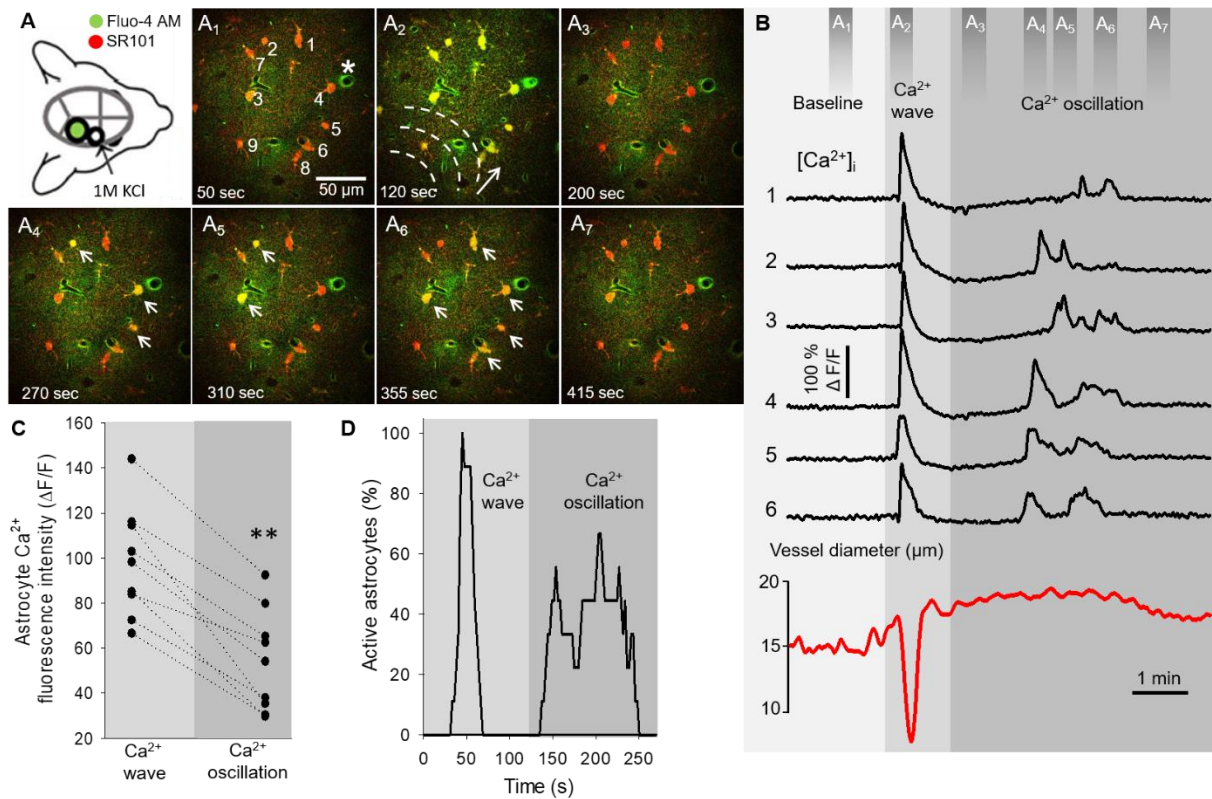 A
Fluo-4 AM
SR101
1M KCl
A1
1
2
7
*
3
4
5
9
6
8
50 µm
50 sec
A2
120 sec
A3
200 sec
A4
270 sec
A5
310 sec
A6
355 sec
A7
415 sec
B
A1 A2 A3 A4 A5 A6 A7
Baseline
Ca2+
wave
Ca2+ oscillation
[Ca2+]i
1
2
3
100 %
Δ F/F
4
5
6
Vessel diameter (µm)
20
15
10
1 min
C
Astrocyte Ca2+
fluorescence intensity (ΔF/F)
160
140
120
100
80
60
40
20
**
Ca2+
wave
Ca2+
oscillation
D
Active astrocytes (%)
100
80
60
40
20
0
Ca2+
wave
Ca2+
oscillation
0 50 100 150 200 250
Time (s)